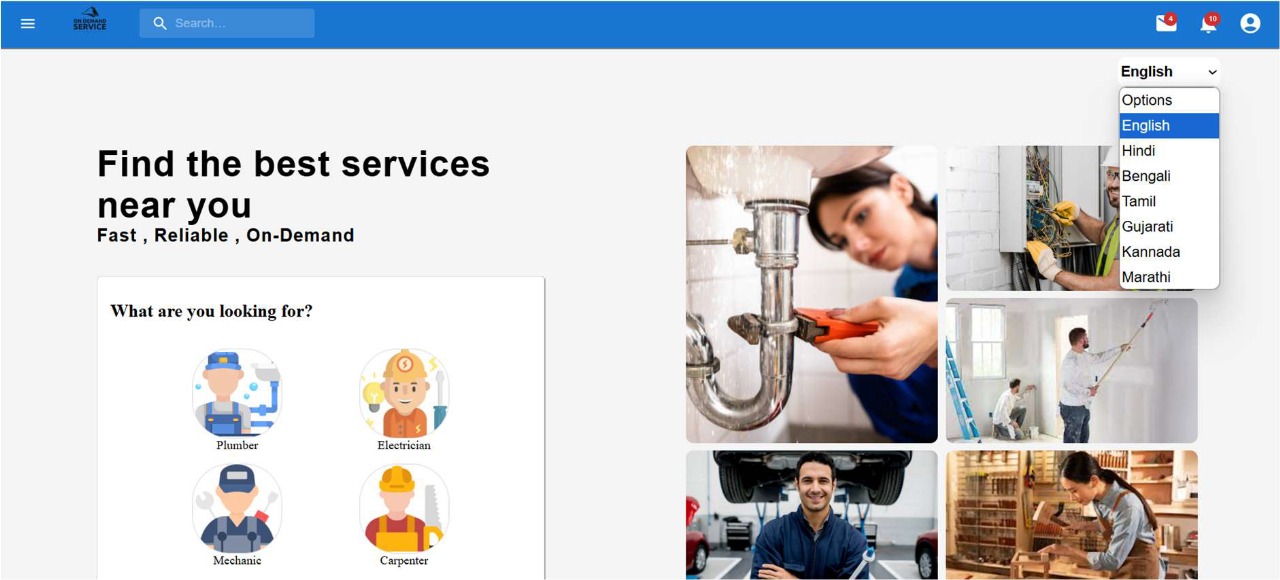 ON DEMAND
SERVICE
Search...
4
10
English
Options
English
Hindi
Bengali
Tamil
Gujarati
Kannada
Marathi
Find the best services
near you
Fast , Reliable , On-Demand
What are you looking for?
Plumber
Electrician
Mechanic
Carpenter